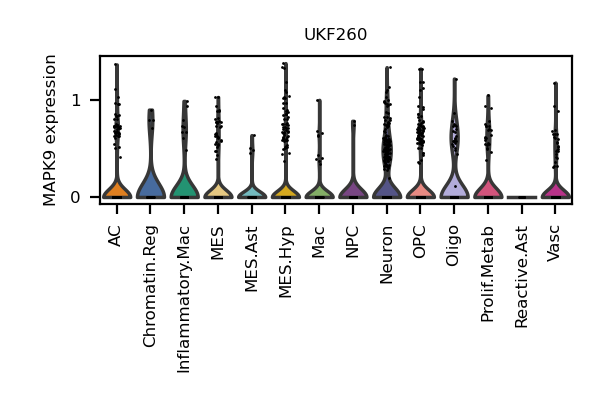 UKF260
MAPK9 expression
1
0
AC
Chromatin.Reg
Inflammatory.Mac
MES
MES.Ast
MES.Hyp
Mac
NPC
Neuron
OPC
Oligo
Prolif.Metab
Reactive.Ast
Vasc